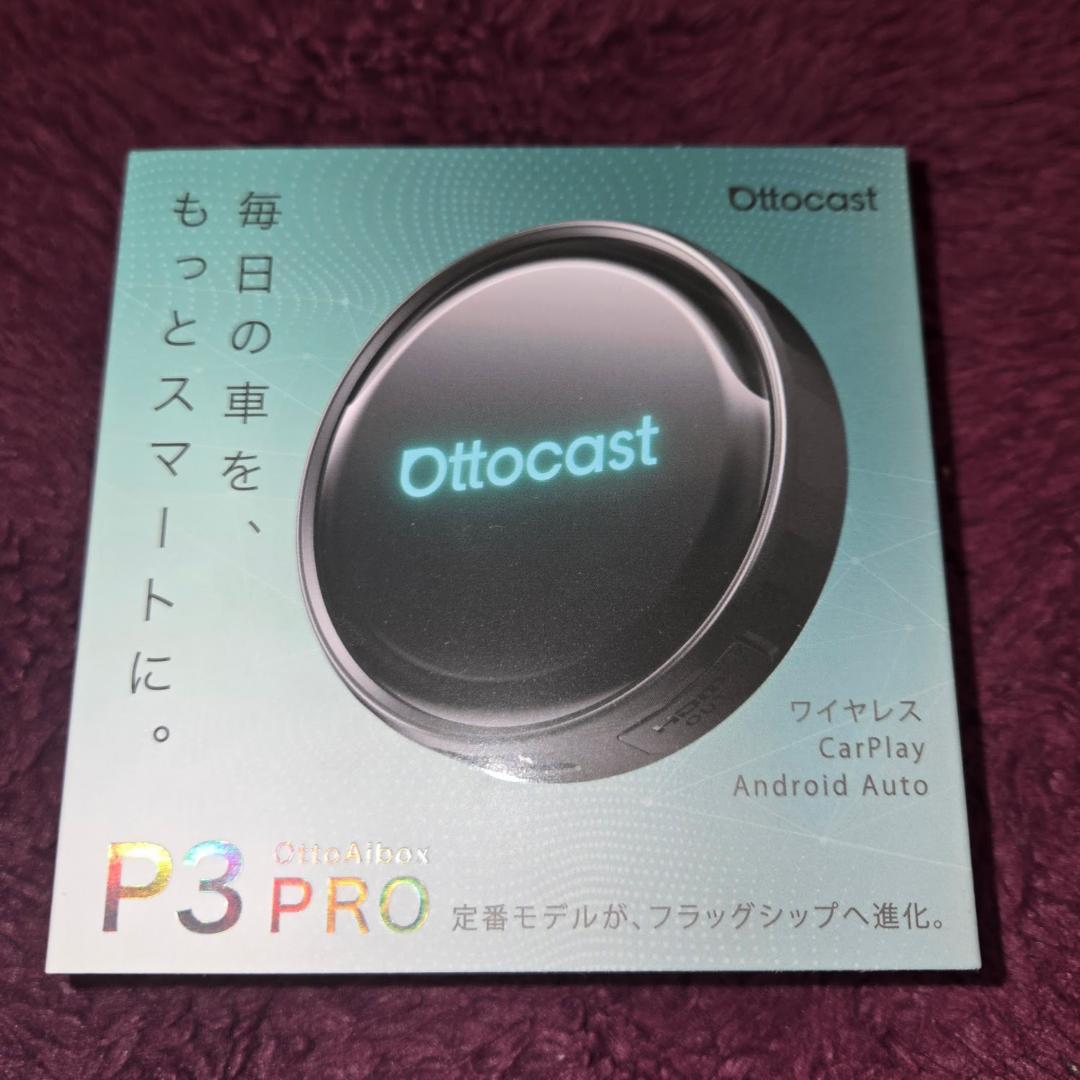 Ottocast
毎日の車を、
もっとスマートに。
Ottocast
ワイヤレス
CarPlay
Android Auto
OttoAibox
P3 PRO
定番モデルが、フラッグシップへ進化。